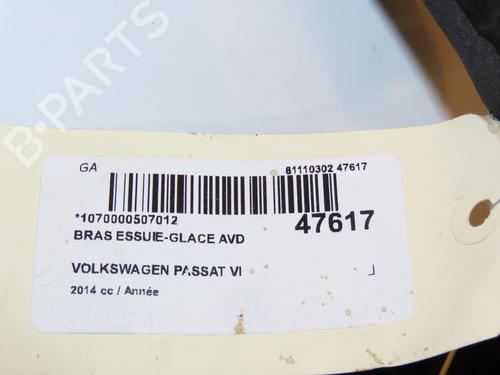 B-PARTS
GA
81110302 47617
*1070000507012
47617
BRAS ESSUIE-GLACE AVD
VOLKSWAGEN PASSAT VI
2014 cc / Année